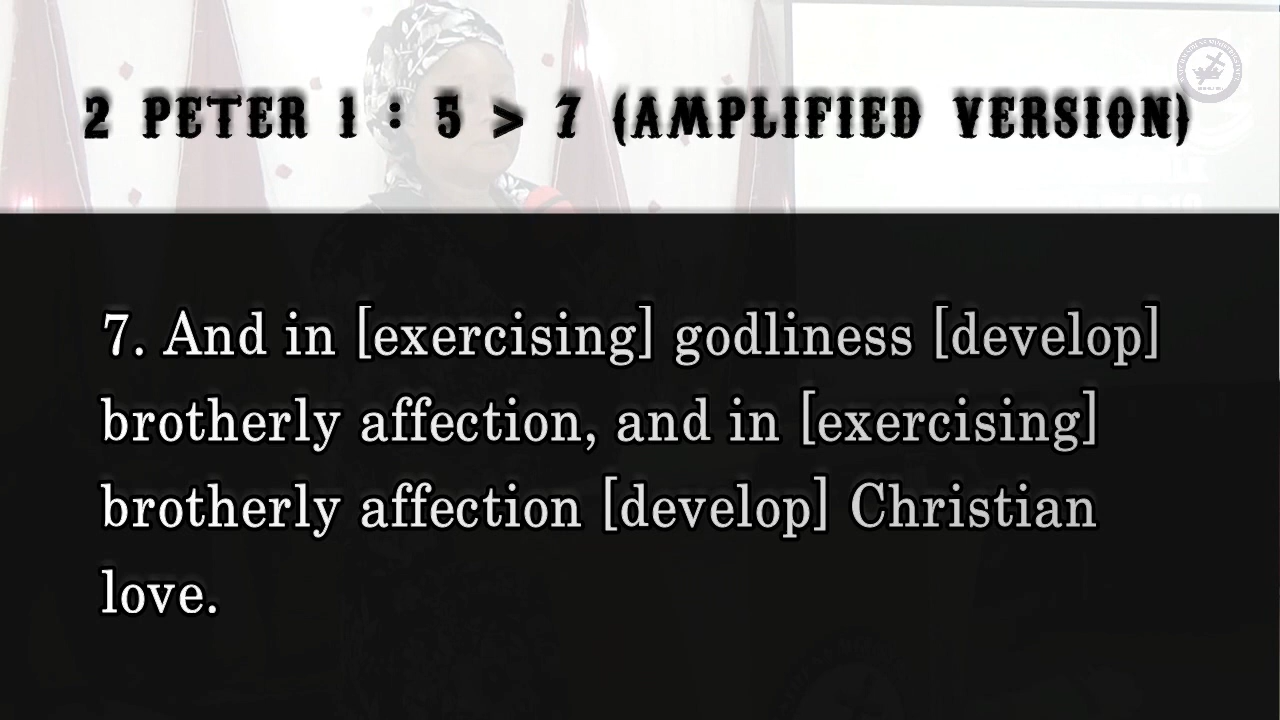 2 PETER 1 : 5 > 7 (AMPLIFIED VERSION)
7. And in [exercising] godliness [develop]
brotherly affection, and in [exercising]
brotherly affection [develop] Christian
love.